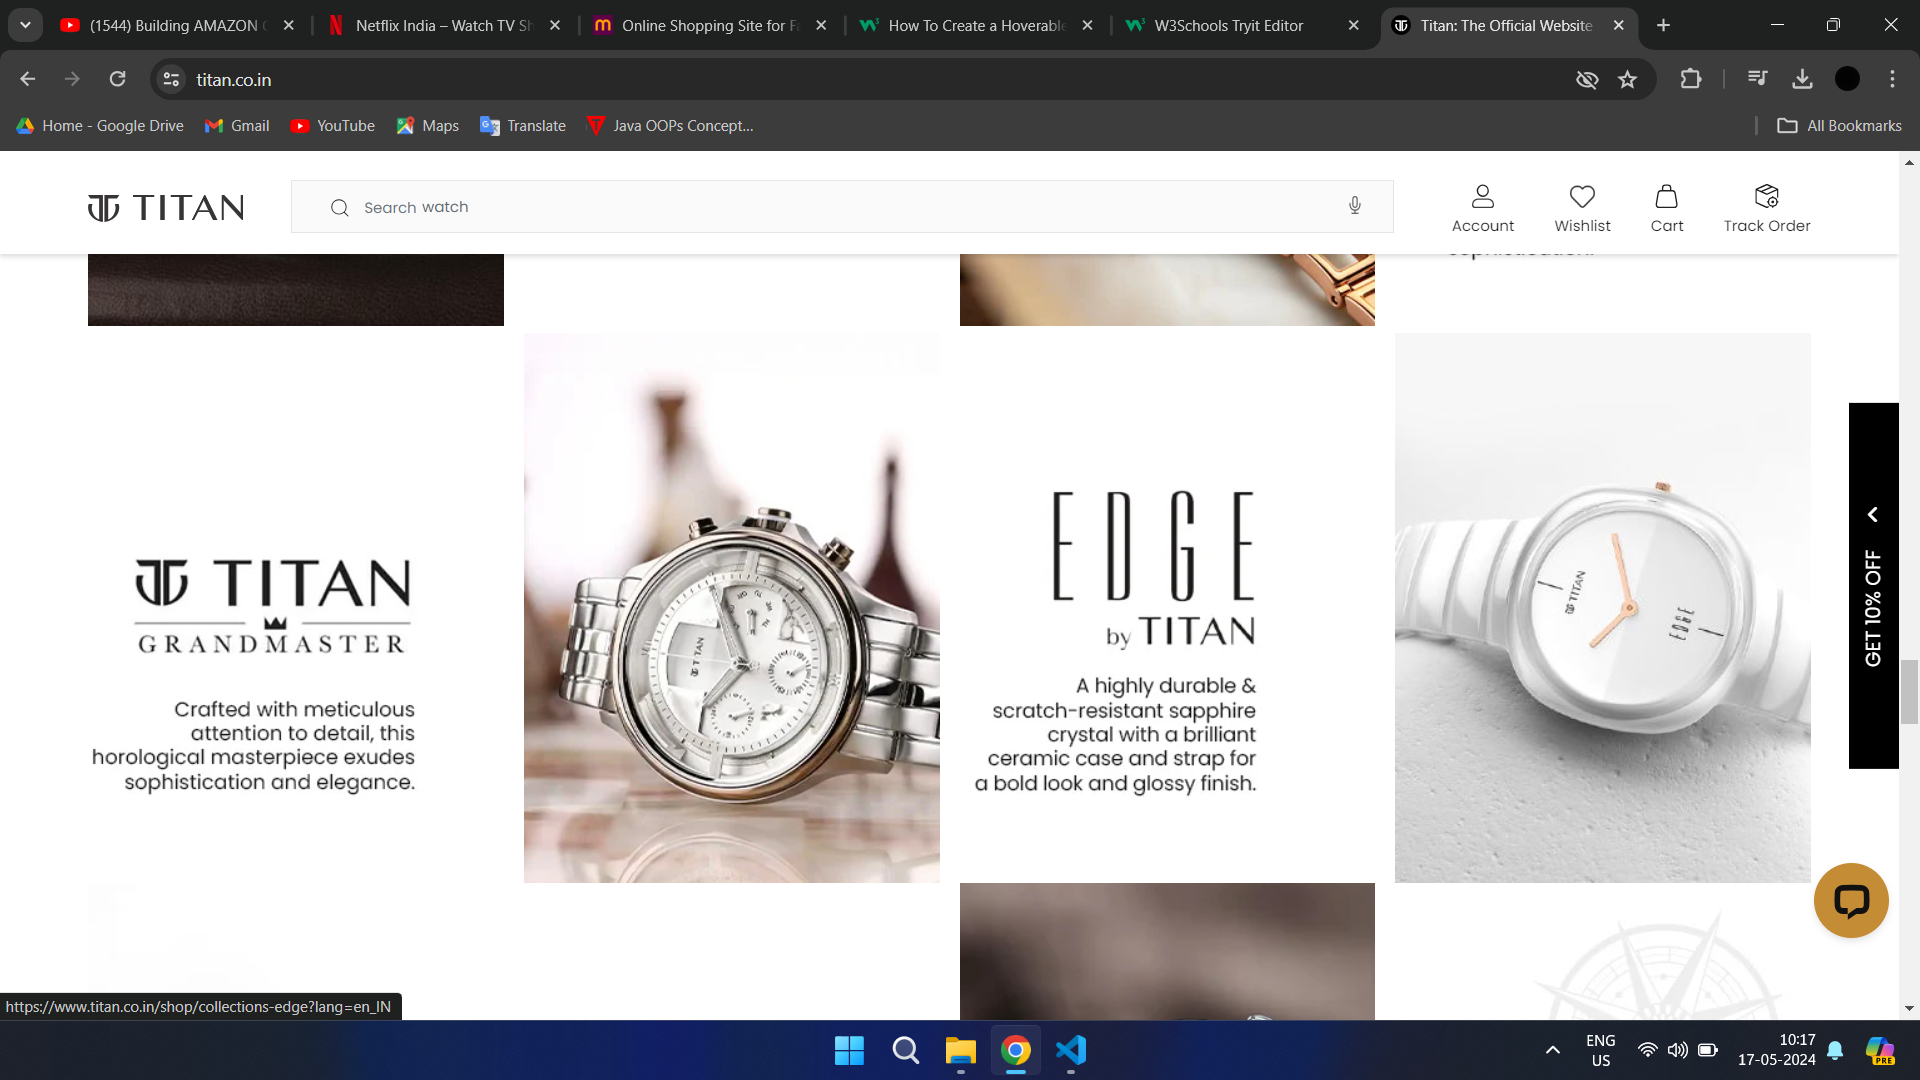 (1544) Building AMAZON
Netflix India – Watch TV Sh
Online Shopping Site for Fa
How To Create a Hoverable
W3Schools Tryit Editor
Titan: The Official Website
titan.co.in
Home - Google Drive
Gmail
YouTube
Maps
Translate
Java OOPs Concept...
All Bookmarks
TITAN
Search watch
Account
Wishlist
Cart
Track Order
TITAN
GRANDMASTER
Crafted with meticulous
attention to detail, this
horological masterpiece exudes
sophistication and elegance.
TITAN
EDGE
by TITAN
A highly durable &
scratch-resistant sapphire
crystal with a brilliant
ceramic case and strap for
a bold look and glossy finish.
TITAN
EDGE
GET 10% OFF
https://www.titan.co.in/shop/collections-edge?lang=en_IN
ENG
US
10:17
17-05-2024
PRE